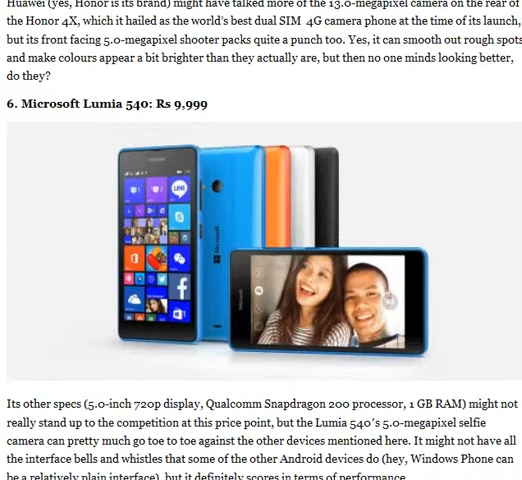 Huawei (yes, Honor is its brand) might have talked more of the 13.0-megapixel camera on the rear of
the Honor 4X, which it hailed as the world's best dual SIM 4G camera phone at the time of its launch,
but its front facing 5.0-megapixel shooter packs quite a punch too. Yes, it can smooth out rough spots
and make colours appear a bit brighter than they actually are, but then no one minds looking better,
do they?
6. Microsoft Lumia 540: Rs 9,999
LINE
Microsoft
Its other specs (5.0-inch 720p display, Qualcomm Snapdragon 200 processor, 1 GB RAM) might not
really stand up to the competition at this price point, but the Lumia 540's 5.0-megapixel selfie
camera can pretty much go toe to toe against the other devices mentioned here. It might not have all
the interface bells and whistles that some of the other Android devices do (hey, Windows Phone can
be a relatively plain interface), but it definitely scores in terms of performance.